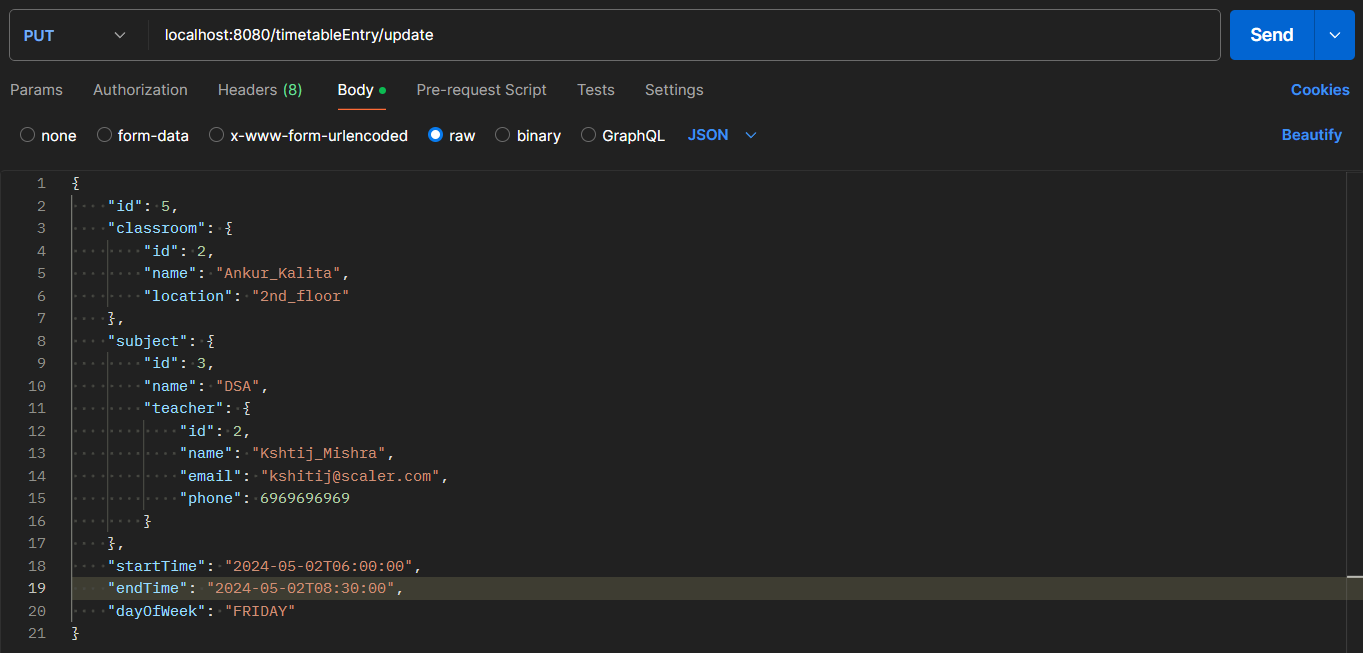 PUT localhost:8080/timetableEntry/update Send
Params Authorization Headers (8) Body Pre-request Script Tests Settings Cookies
none form-data x-www-form-urlencoded raw binary GraphQL JSON Beautify
1 {
2 "id": 5,
3 "classroom": {
4 "id": 2,
5 "name": "Ankur_Kalita",
6 "location": "2nd_floor"
7 },
8 "subject": {
9 "id": 3,
10 "name": "DSA",
11 "teacher": {
12 "id": 2,
13 "name": "Kshtij_Mishra",
14 "email": "kshitij@scaler.com",
15 "phone": 6969696969
16 }
17 },
18 "startTime": "2024-05-02T06:00:00",
19 "endTime": "2024-05-02T08:30:00",
20 "dayOfWeek": "FRIDAY"
21 }